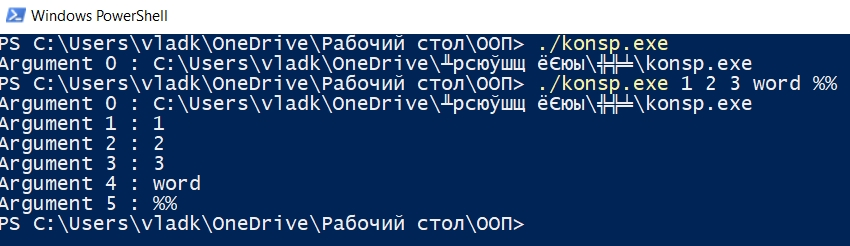 Windows PowerShell
PS C:\Users\vladk\OneDrive\Рабочий стол\ООП> ./konsp.exe
Argument 0 : C:\Users\vladk\OneDrive\╨рсюўшщ ёЄюы\╬╬╧\konsp.exe
PS C:\Users\vladk\OneDrive\Рабочий стол\ООП> ./konsp.exe 1 2 3 word %%
Argument 0 : C:\Users\vladk\OneDrive\╨рсюўшщ ёЄюы\╬╬╧\konsp.exe
Argument 1 : 1
Argument 2 : 2
Argument 3 : 3
Argument 4 : word
Argument 5 : %%
PS C:\Users\vladk\OneDrive\Рабочий стол\ООП>